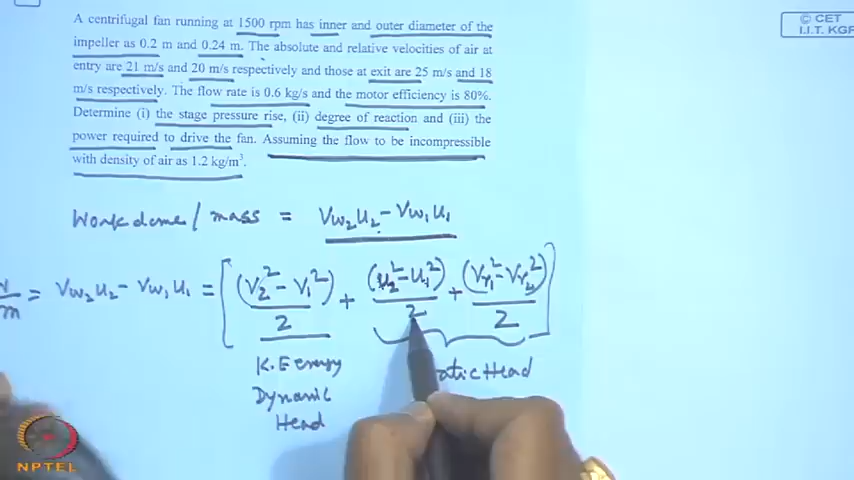 A centrifugal fan running at 1500 rpm has inner and outer diameter of the
impeller as 0.2 m and 0.24 m. The absolute and relative velocities of air at
entry are 21 m/s and 20 m/s respectively and those at exit are 25 m/s and 18
m/s respectively. The flow rate is 0.6 kg/s and the motor efficiency is 80%.
Determine (i) the stage pressure rise, (ii) degree of reaction and (iii) the
power required to drive the fan. Assuming the flow to be incompressible
with density of air as 1.2 kg/m³.
© CET
I.I.T. KGP
Workdone/mass = Vw₂u₂ - Vw₁u₁
/m = Vw₂u₂ - Vw₁u₁ = [(V₂² - V₁²)/2 + (u₂² - u₁²)/2 + (Vr₁² - Vr₂²)/2]
K.Energy
Dynamic
Head
atic Head
NPTEL